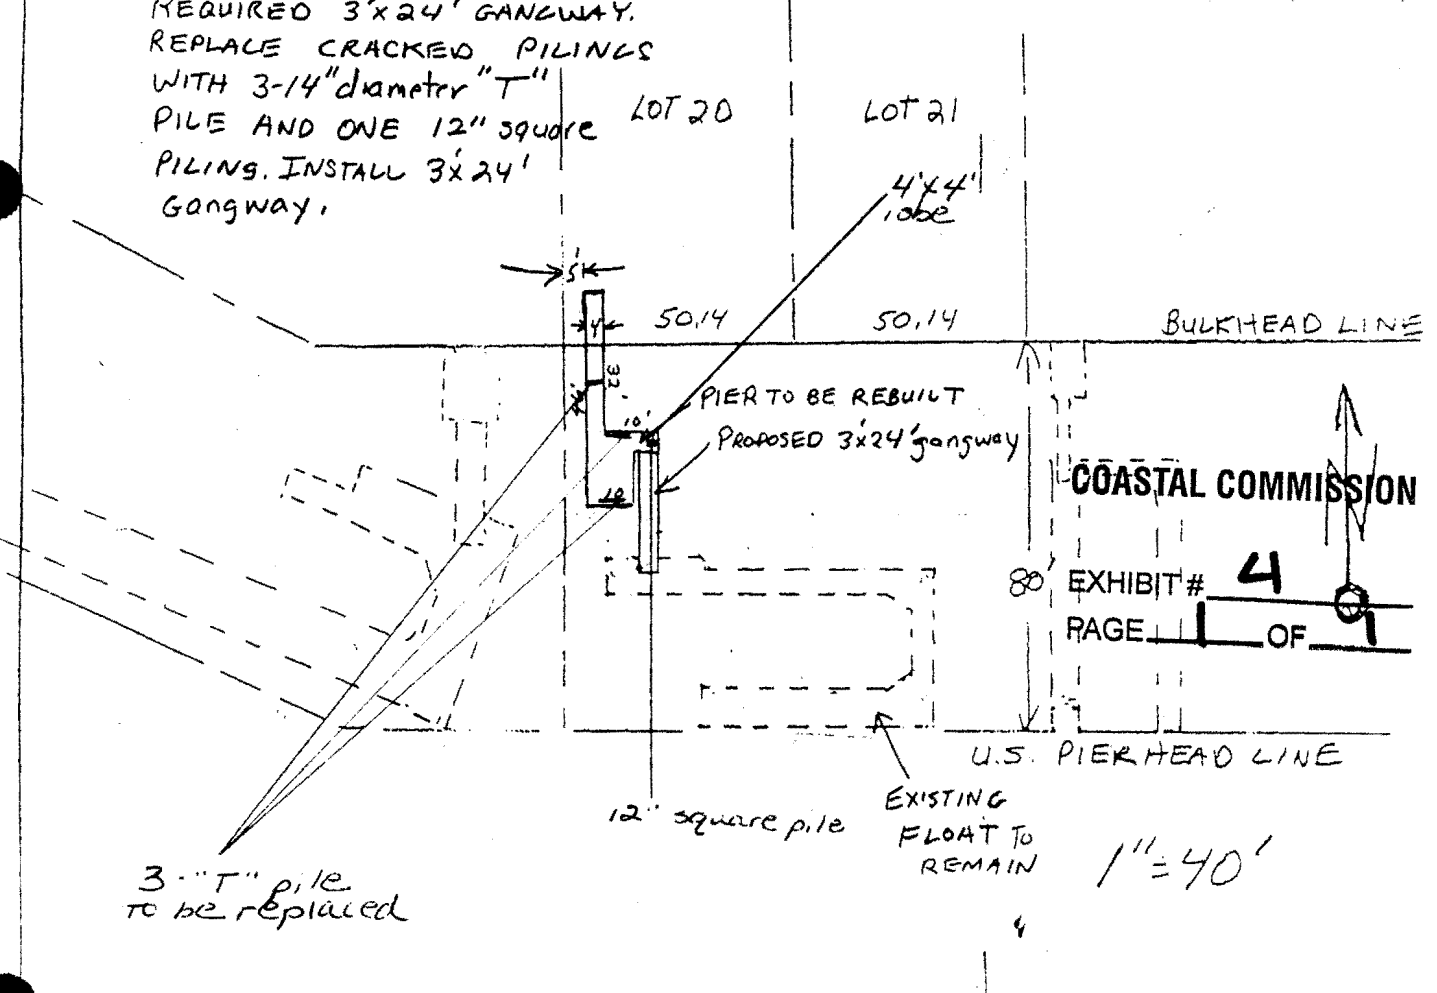 REQUIRED 3'x24' GANGWAY.
REPLACE CRACKED PILINGS
WITH 3-14" diameter "T"
PILE AND ONE 12" square
PILING. INSTALL 3'x24'
Gangway.
LOT 20
LOT 21
4'x4'
5'
4'
50.14
50.14
BULKHEAD LINE
32
10'
PIER TO BE REBUILT
PROPOSED 3'x24' gangway
10
COASTAL COMMISSION
N
80'
EXHIBIT # 4
PAGE 1 OF 1
U.S. PIERHEAD LINE
12" square pile
EXISTING
FLOAT TO
REMAIN
1"=40'
3-"T" pile
TO be replaced